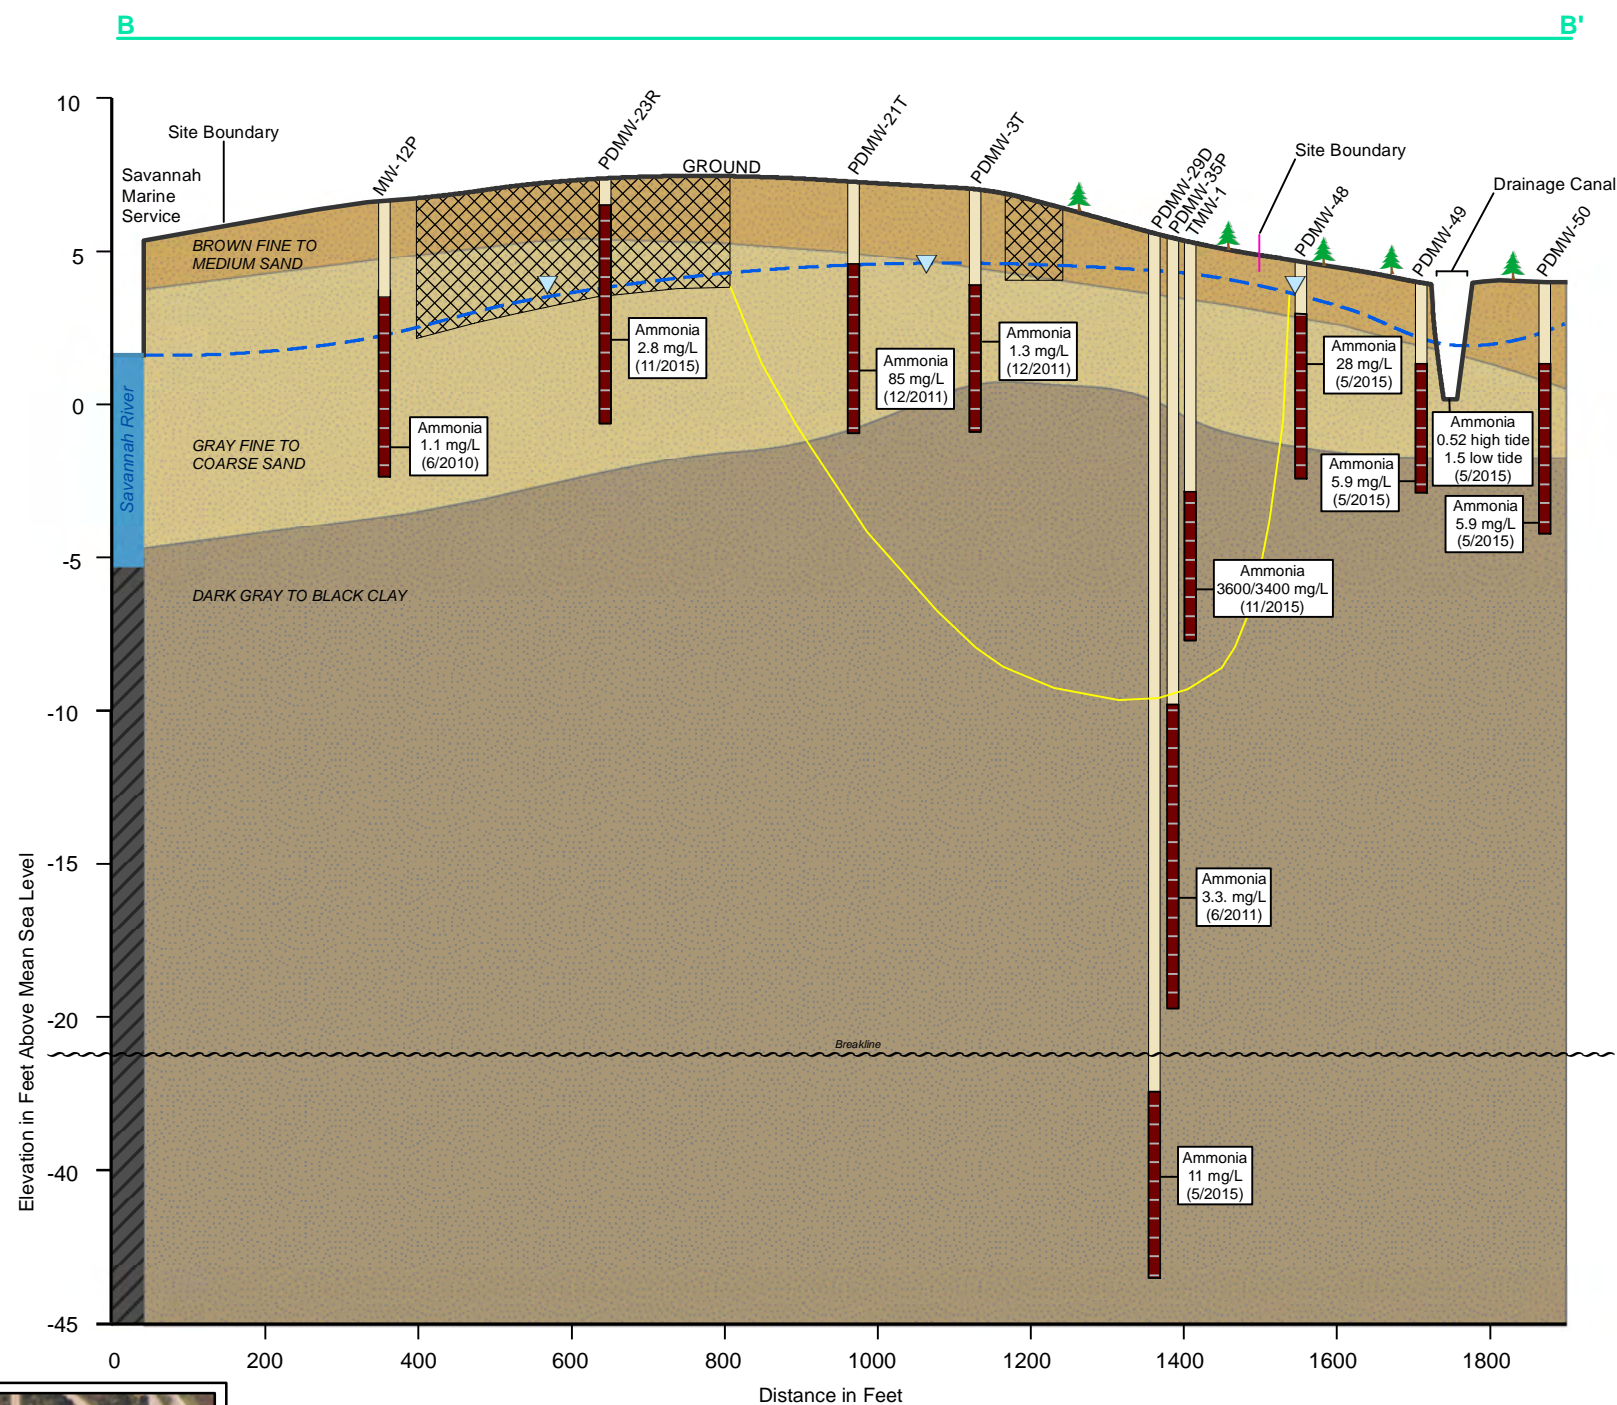 B
B'
10
5
0
-5
-10
-15
-20
-40
-45
Elevation in Feet Above Mean Sea Level
Site Boundary
Savannah
Marine
Service
MW-12P
PDMW-23R
GROUND
PDMW-21T
PDMW-3T
PDMW-29D
PDMW-35P
TMW-1
Site Boundary
PDMW-48
PDMW-49
Drainage Canal
PDMW-50
BROWN FINE TO
MEDIUM SAND
GRAY FINE TO
COARSE SAND
DARK GRAY TO BLACK CLAY
Savannah River
Ammonia
1.1 mg/L
(6/2010)
Ammonia
2.8 mg/L
(11/2015)
Ammonia
85 mg/L
(12/2011)
Ammonia
1.3 mg/L
(12/2011)
Ammonia
28 mg/L
(5/2015)
Ammonia
5.9 mg/L
(5/2015)
Ammonia
0.52 high tide
1.5 low tide
(5/2015)
Ammonia
5.9 mg/L
(5/2015)
Ammonia
3600/3400 mg/L
(11/2015)
Ammonia
3.3. mg/L
(6/2011)
Breakline
Ammonia
11 mg/L
(5/2015)
0
200
400
600
800
1000
1200
1400
1600
1800
Distance in Feet